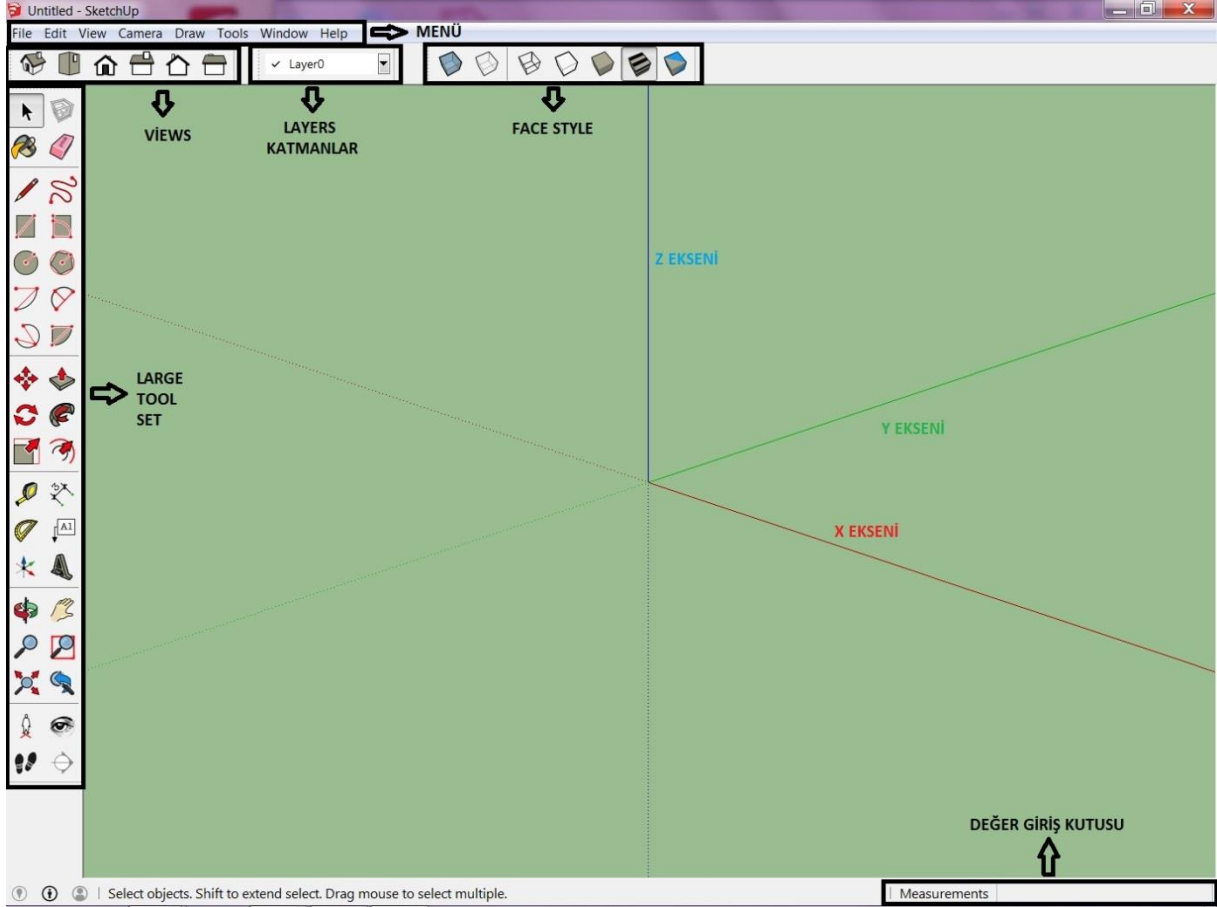 Untitled - SketchUp
File Edit View Camera Draw Tools Window Help
MENÜ
Layer0
VİEWS
LAYERS
KATMANLAR
FACE STYLE
Z EKSENİ
LARGE
TOOL
SET
Y EKSENİ
A1
X EKSENİ
DEĞER GİRİŞ KUTUSU
Select objects. Shift to extend select. Drag mouse to select multiple.
Measurements